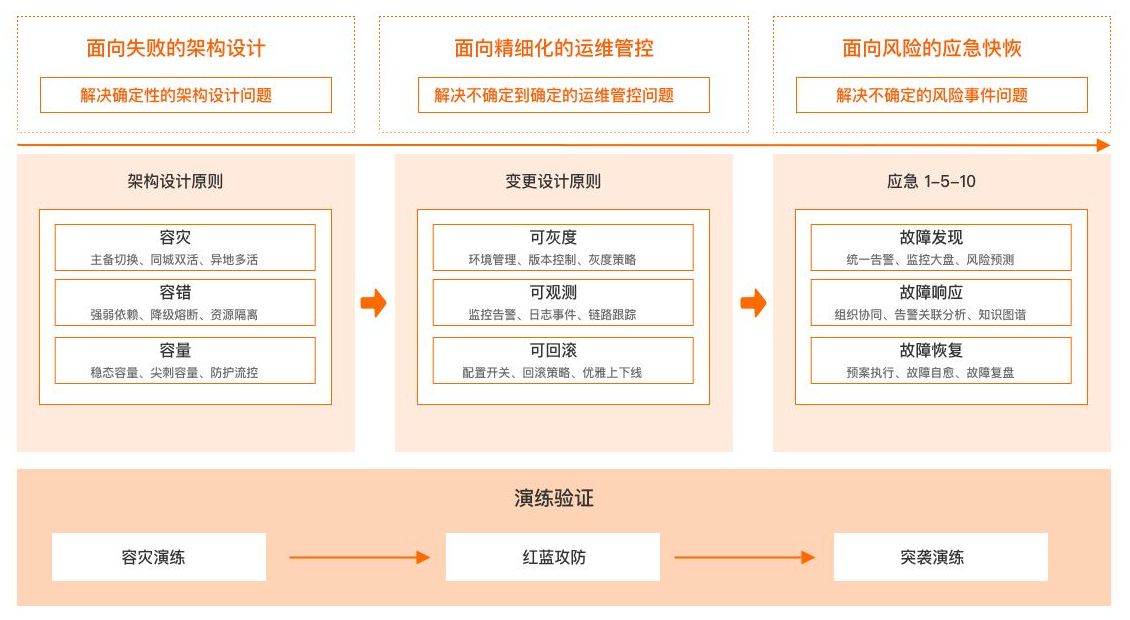 面向失败的架构设计
解决确定性的架构设计问题
面向精细化的运维管控
解决不确定到确定的运维管控问题
面向风险的应急快恢
解决不确定的风险事件问题
架构设计原则
容灾
主备切换、同城双活、异地多活
容错
强弱依赖、降级熔断、资源隔离
容量
稳态容量、尖刺容量、防护流控
变更设计原则
可灰度
环境管理、版本控制、灰度策略
可观测
监控告警、日志事件、链路跟踪
可回滚
配置开关、回滚策略、优雅上下线
应急 1-5-10
故障发现
统一告警、监控大盘、风险预测
故障响应
组织协同、告警关联分析、知识图谱
故障恢复
预案执行、故障自愈、故障复盘
演练验证
容灾演练
红蓝攻防
突袭演练